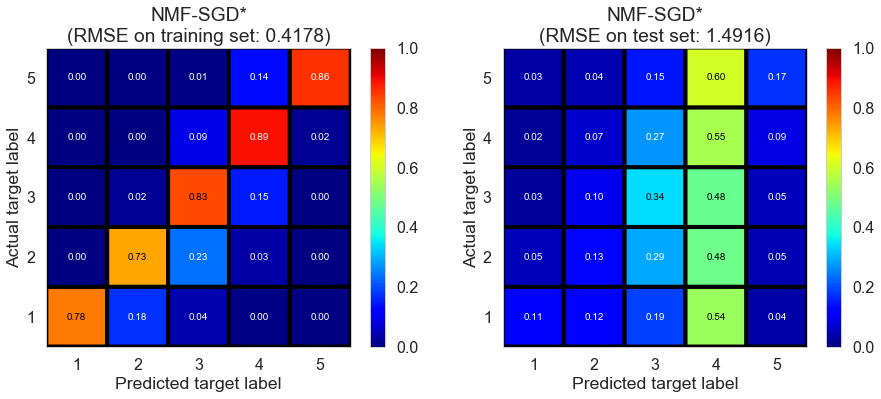 NMF-SGD*
(RMSE on training set: 0.4178)
Actual target label
5 0.00 0.00 0.01 0.14 0.86
4 0.00 0.00 0.09 0.89 0.02
3 0.00 0.02 0.83 0.15 0.00
2 0.00 0.73 0.23 0.03 0.00
1 0.78 0.18 0.04 0.00 0.00
1 2 3 4 5
Predicted target label
1.0
0.8
0.6
0.4
0.2
0.0
NMF-SGD*
(RMSE on test set: 1.4916)
Actual target label
5 0.03 0.04 0.15 0.60 0.17
4 0.02 0.07 0.27 0.55 0.09
3 0.03 0.10 0.34 0.48 0.05
2 0.05 0.13 0.29 0.48 0.05
1 0.11 0.12 0.19 0.54 0.04
1 2 3 4 5
Predicted target label
1.0
0.8
0.6
0.4
0.2
0.0